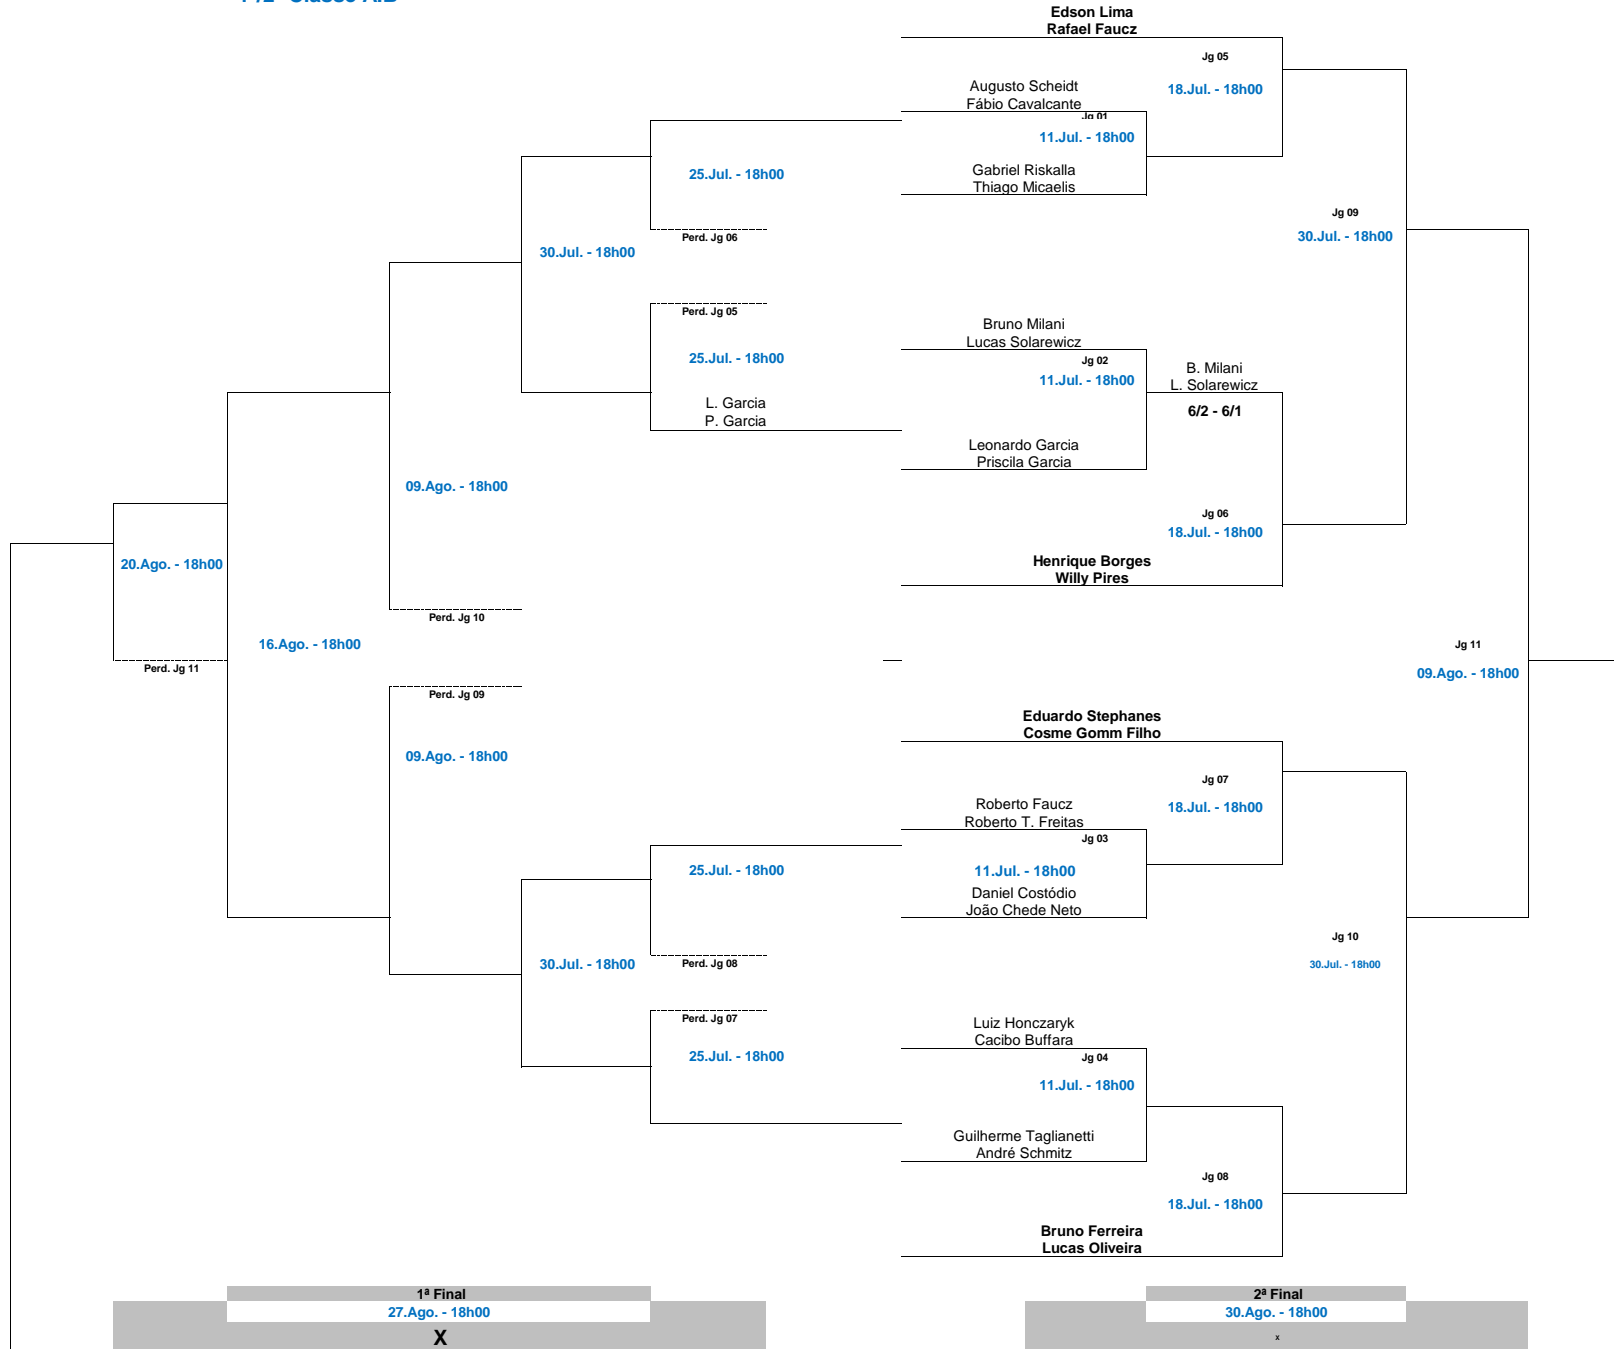 Edson Lima
Rafael Faucz
Jg 05
18.Jul. - 18h00
Augusto Scheidt
Fábio Cavalcante
Jg 01
11.Jul. - 18h00
25.Jul. - 18h00
Gabriel Riskalla
Thiago Micaelis
Jg 09
30.Jul. - 18h00
Perd. Jg 06
30.Jul. - 18h00
Perd. Jg 05
Bruno Milani
Lucas Solarewicz
25.Jul. - 18h00
Jg 02
11.Jul. - 18h00
B. Milani
L. Solarewicz
6/2 - 6/1
L. Garcia
P. Garcia
Leonardo Garcia
Priscila Garcia
09.Ago. - 18h00
Jg 06
18.Jul. - 18h00
20.Ago. - 18h00
Henrique Borges
Willy Pires
Perd. Jg 10
16.Ago. - 18h00
Jg 11
09.Ago. - 18h00
Perd. Jg 11
Perd. Jg 09
Eduardo Stephanes
Cosme Gomm Filho
09.Ago. - 18h00
Jg 07
18.Jul. - 18h00
Roberto Faucz
Roberto T. Freitas
Jg 03
25.Jul. - 18h00
11.Jul. - 18h00
Daniel Costódio
João Chede Neto
Jg 10
30.Jul. - 18h00
30.Jul. - 18h00
Perd. Jg 08
Perd. Jg 07
Luiz Honczaryk
Cacibo Buffara
25.Jul. - 18h00
Jg 04
11.Jul. - 18h00
Guilherme Taglianetti
André Schmitz
Jg 08
18.Jul. - 18h00
Bruno Ferreira
Lucas Oliveira
1ª Final
27.Ago. - 18h00
X
2ª Final
30.Ago. - 18h00
x